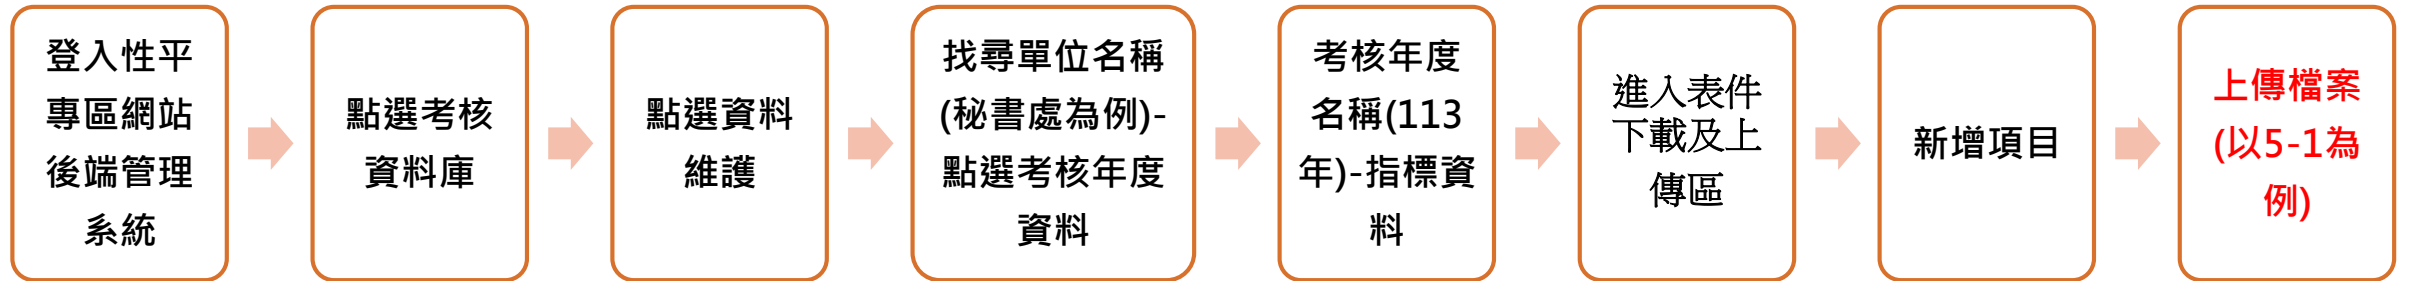 登入性平
專區網站
後端管理
系統
點選考核
資料庫
點選資料
維護
找尋單位名稱
(秘書處為例)-
點選考核年度
資料
考核年度
名稱(113
年)-指標資
料
進入表件
下載及上
傳區
新增項目
上傳檔案
(以5-1為
例)